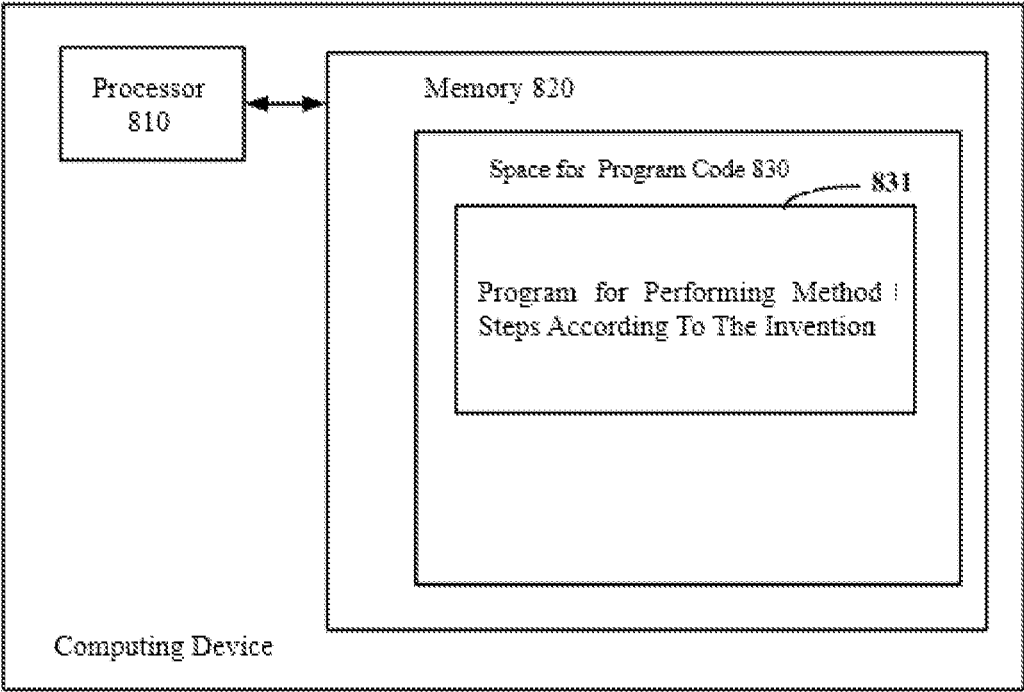 Processor
810
Memory 820
Space for Program Code 830
831
Program for Performing Method
Steps According To The Invention
Computing Device